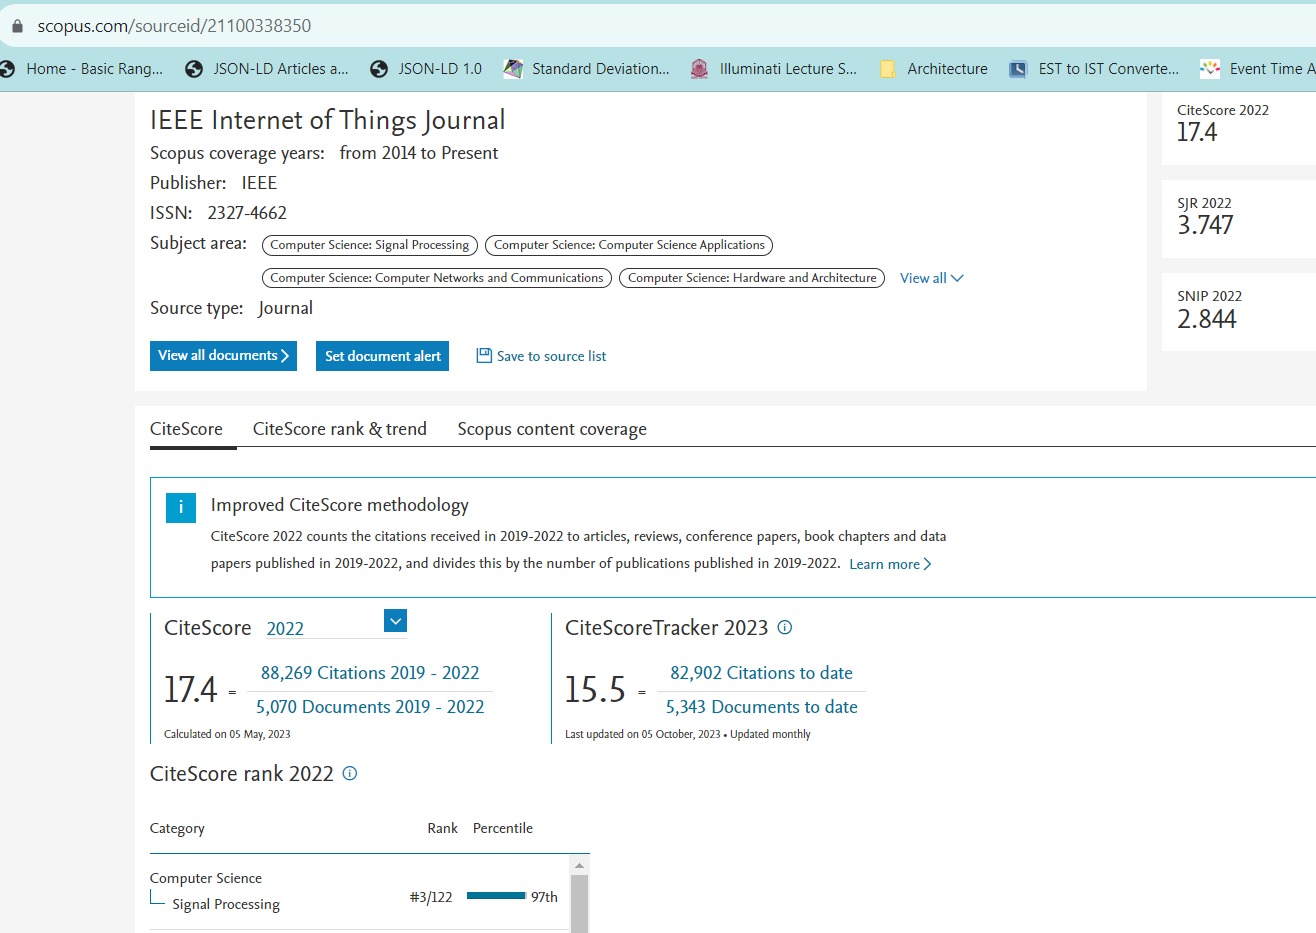 scopus.com/sourceid/21100338350
Home - Basic Rang... JSON-LD Articles a... JSON-LD 1.0 Standard Deviation... Illuminati Lecture S... Architecture EST to IST Converte... Event Time A
IEEE Internet of Things Journal
Scopus coverage years: from 2014 to Present
Publisher: IEEE
ISSN: 2327-4662
Subject area: Computer Science: Signal Processing Computer Science: Computer Science Applications
Computer Science: Computer Networks and Communications Computer Science: Hardware and Architecture View all
Source type: Journal
View all documents Set document alert Save to source list
CiteScore 2022
17.4
SJR 2022
3.747
SNIP 2022
2.844
CiteScore CiteScore rank & trend Scopus content coverage
i Improved CiteScore methodology
CiteScore 2022 counts the citations received in 2019-2022 to articles, reviews, conference papers, book chapters and data
papers published in 2019-2022, and divides this by the number of publications published in 2019-2022. Learn more
CiteScore 2022
17.4 = 88,269 Citations 2019 - 2022
5,070 Documents 2019 - 2022
Calculated on 05 May, 2023
CiteScoreTracker 2023
15.5 = 82,902 Citations to date
5,343 Documents to date
Last updated on 05 October, 2023 • Updated monthly
CiteScore rank 2022
Category Rank Percentile
Computer Science
Signal Processing #3/122 97th